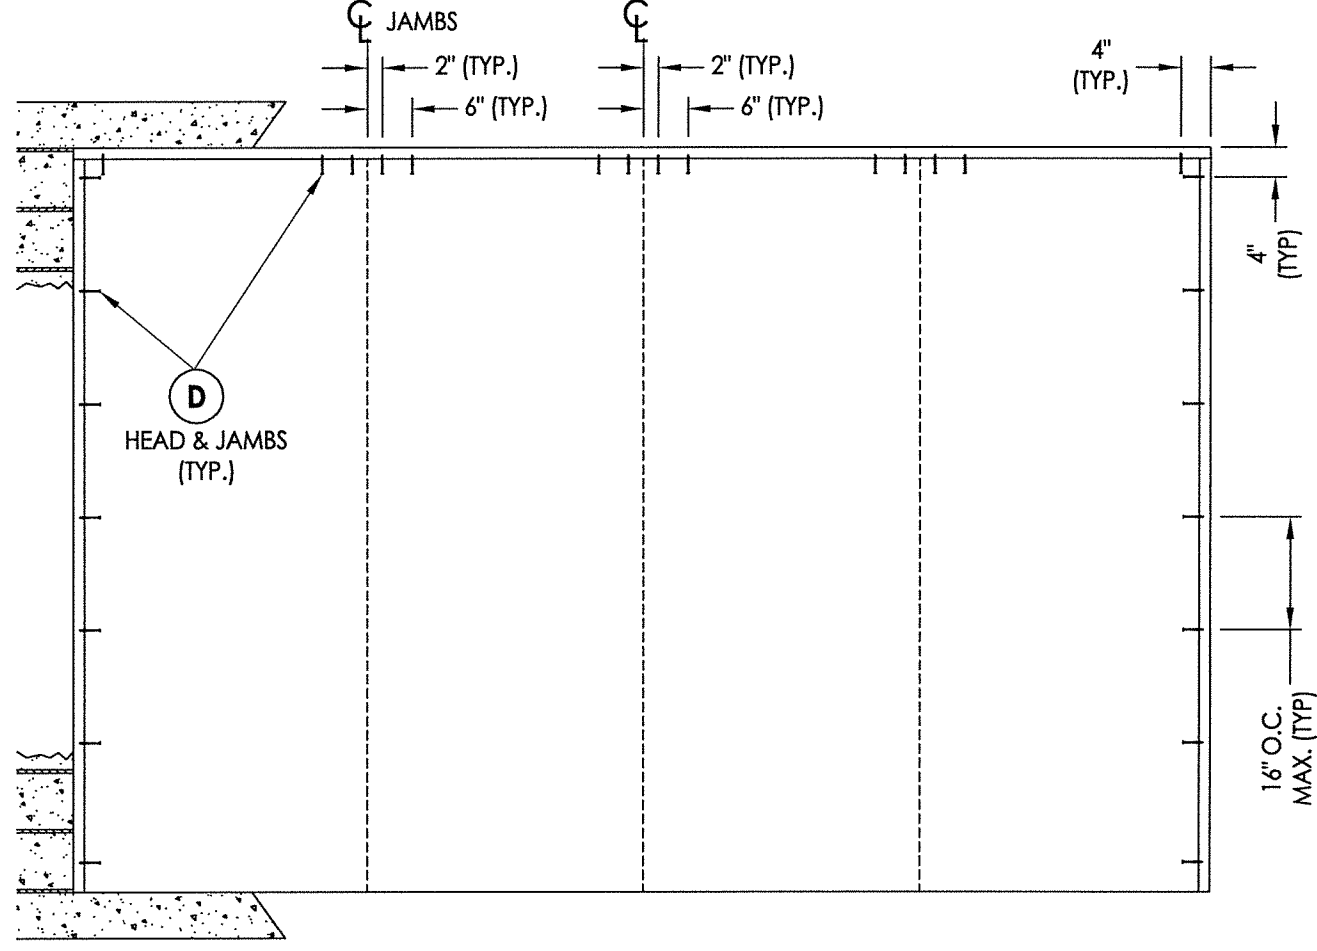 ℄ JAMBS
℄
2" (TYP.)
2" (TYP.)
4"
(TYP.)
6" (TYP.)
6" (TYP.)
4"
(TYP)
D
HEAD & JAMBS
(TYP.)
16" O.C.
MAX. (TYP)